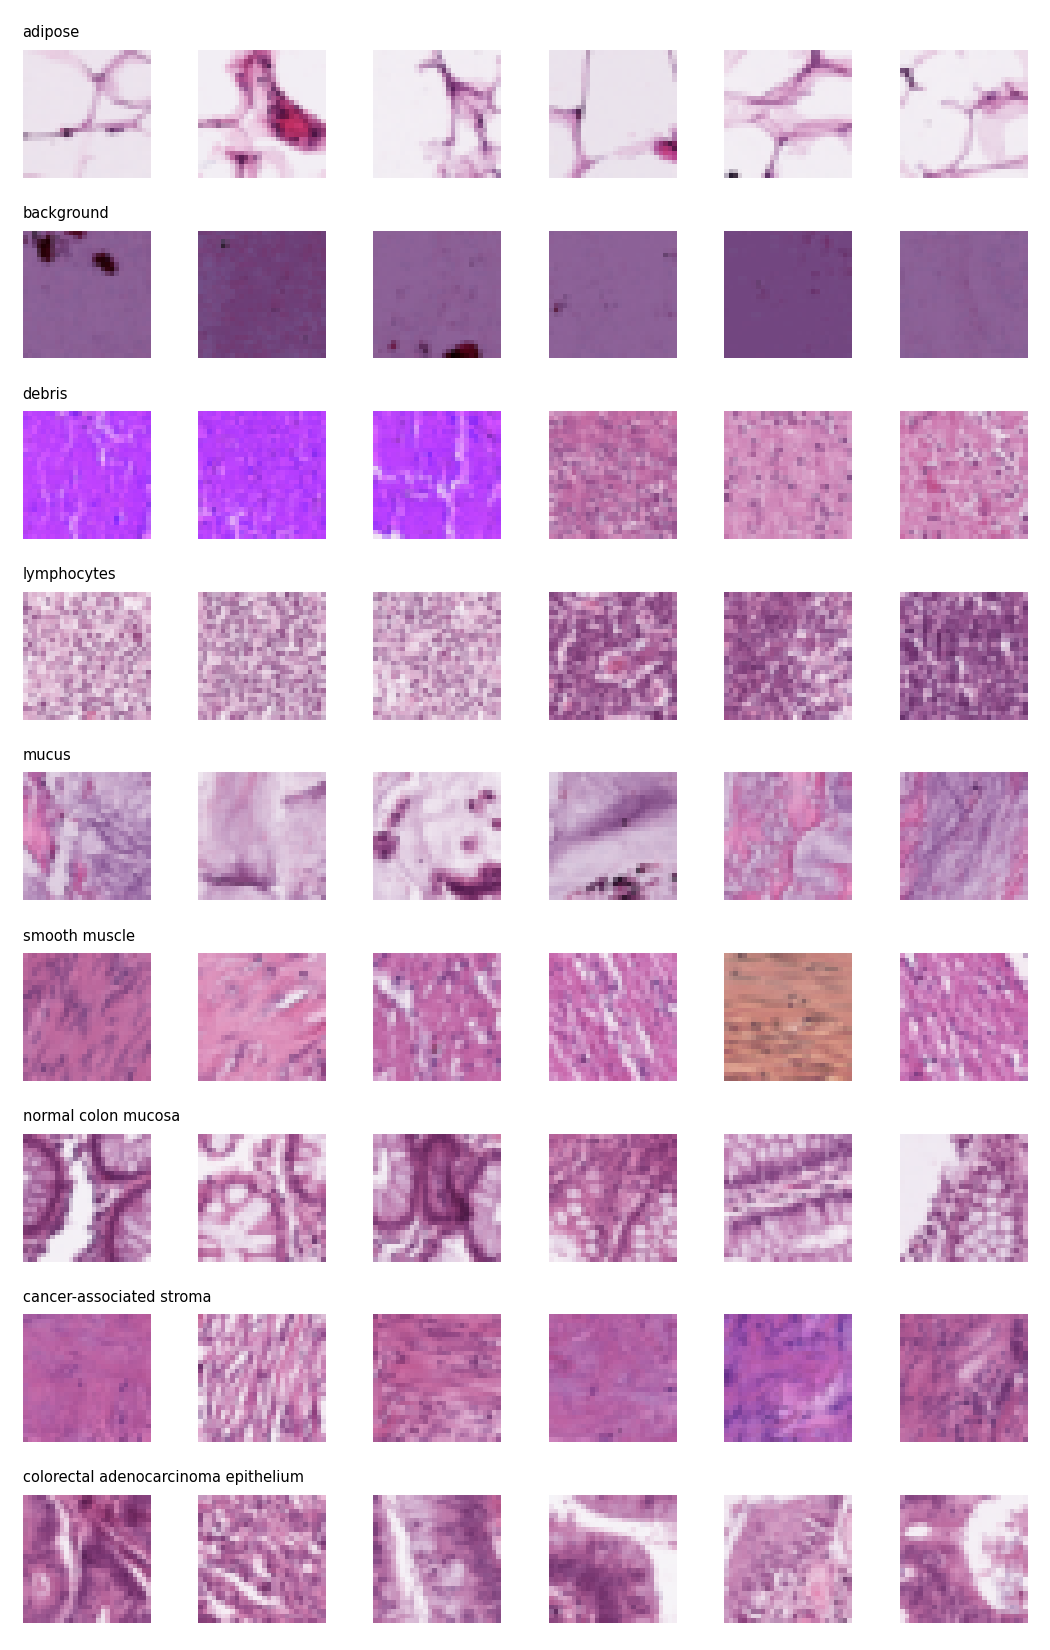 adipose
background
debris
lymphocytes
mucus
smooth muscle
normal colon mucosa
cancer-associated stroma
colorectal adenocarcinoma epithelium